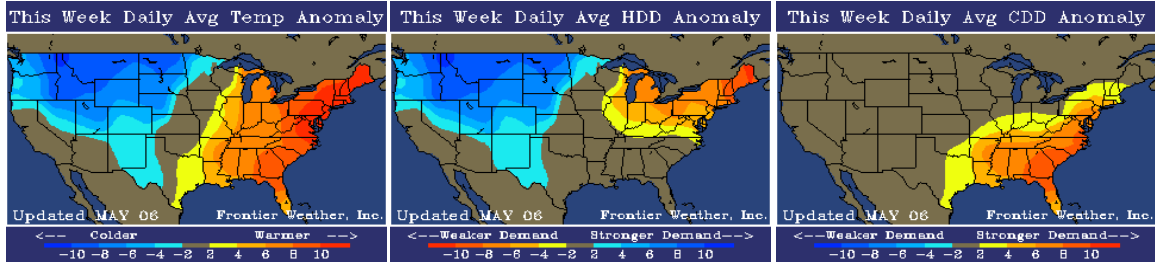 This Week Daily Avg Temp Anomaly
Updated MAY 06 Frontier Weather, Inc.
<-- Colder Warmer -->
-10 -8 -6 -4 -2 2 4 6 8 10
This Week Daily Avg HDD Anomaly
Updated MAY 06 Frontier Weather, Inc.
<--Weaker Demand Stronger Demand-->
-10 -8 -6 -4 -2 2 4 6 8 10
This Week Daily Avg CDD Anomaly
Updated MAY 06 Frontier Weather, Inc.
<--Weaker Demand Stronger Demand-->
-10 -8 -6 -4 -2 2 4 6 8 10